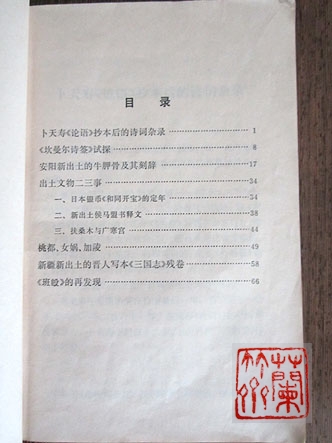 目 录
卜天寿《论语》抄本后的诗词杂录 1
《坎曼尔诗签》试探 8
安阳新出土的牛胛骨及其刻辞 17
出土文物二三事 34
一、日本银币《和同开宝》的定年 34
二、新出土侯马盟书释文 38
三、扶桑木与广寒宫 44
桃都、女娲、加陵 49
新疆新出土的晋人写本《三国志》残卷 58
《班𥪡》的再发现 66